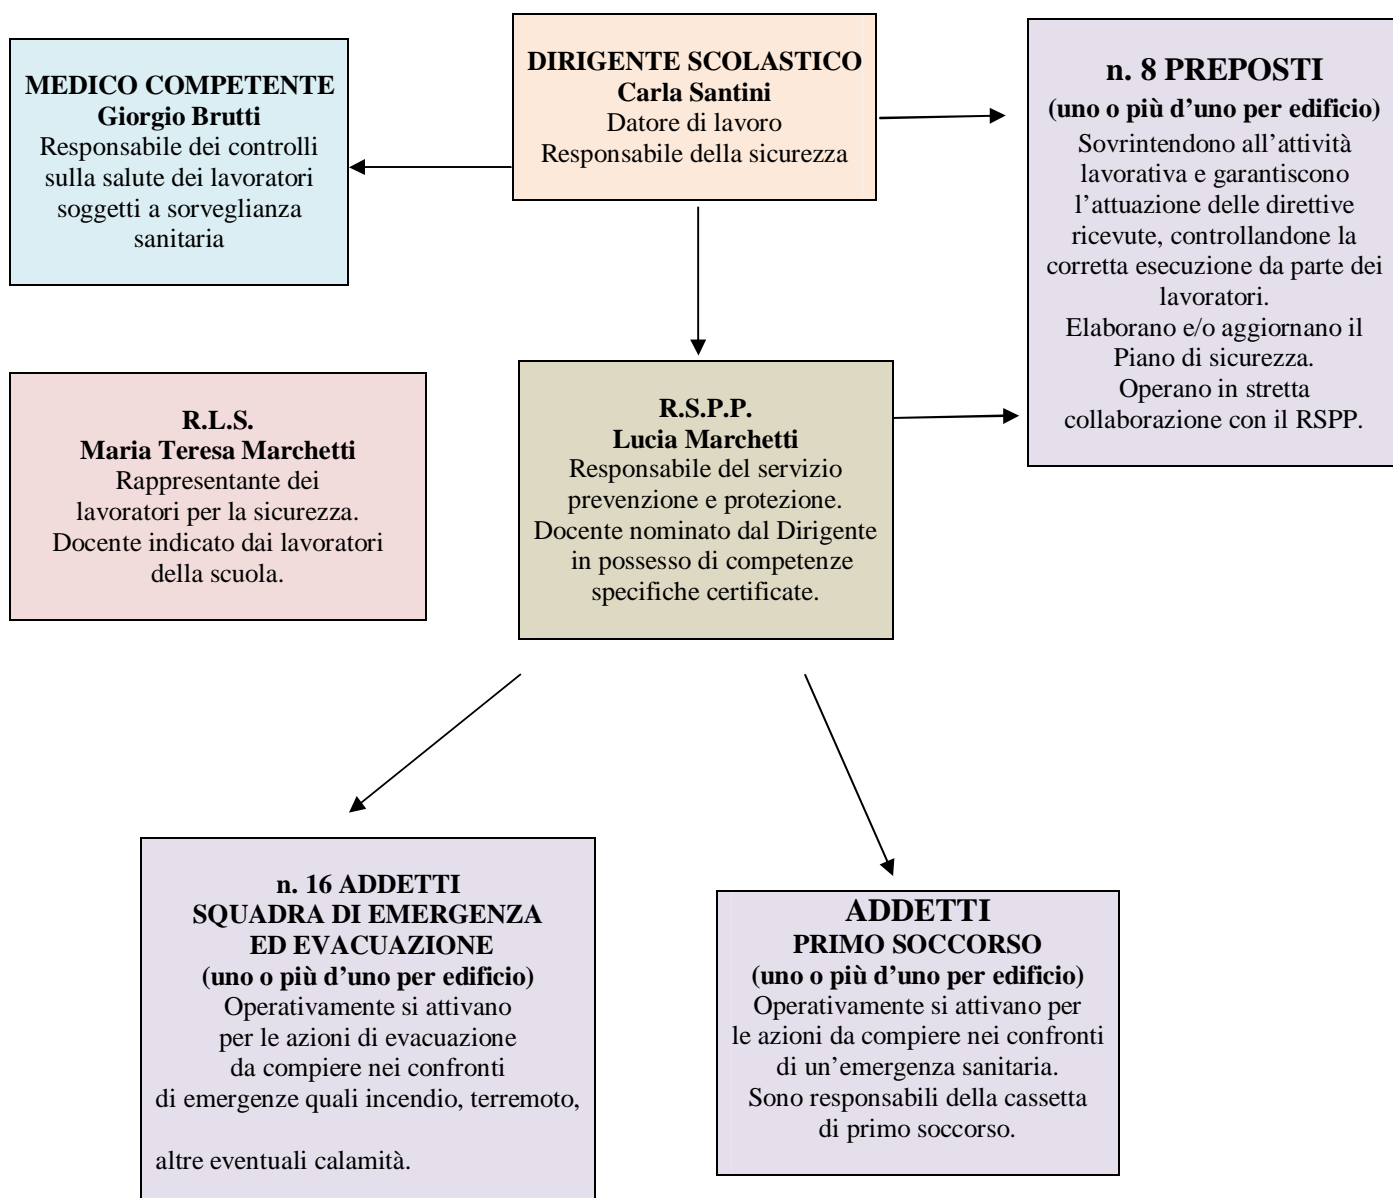 MEDICO COMPETENTE
Giorgio Brutti
Responsabile dei controlli
sulla salute dei lavoratori
soggetti a sorveglianza
sanitaria
DIRIGENTE SCOLASTICO
Carla Santini
Datore di lavoro
Responsabile della sicurezza
n. 8 PREPOSTI
(uno o più d’uno per edificio)
Sovrintendono all’attività
lavorativa e garantiscono
l’attuazione delle direttive
ricevute, controllandone la
corretta esecuzione da parte dei
lavoratori.
Elaborano e/o aggiornano il
Piano di sicurezza.
Operano in stretta
collaborazione con il RSPP.
R.L.S.
Maria Teresa Marchetti
Rappresentante dei
lavoratori per la sicurezza.
Docente indicato dai lavoratori
della scuola.
R.S.P.P.
Lucia Marchetti
Responsabile del servizio
prevenzione e protezione.
Docente nominato dal Dirigente
in possesso di competenze
specifiche certificate.
n. 16 ADDETTI
SQUADRA DI EMERGENZA
ED EVACUAZIONE
(uno o più d’uno per edificio)
Operativamente si attivano
per le azioni di evacuazione
da compiere nei confronti
di emergenze quali incendio, terremoto,
altre eventuali calamità.
ADDETTI
PRIMO SOCCORSO
(uno o più d’uno per edificio)
Operativamente si attivano per
le azioni da compiere nei confronti
di un’emergenza sanitaria.
Sono responsabili della cassetta
di primo soccorso.